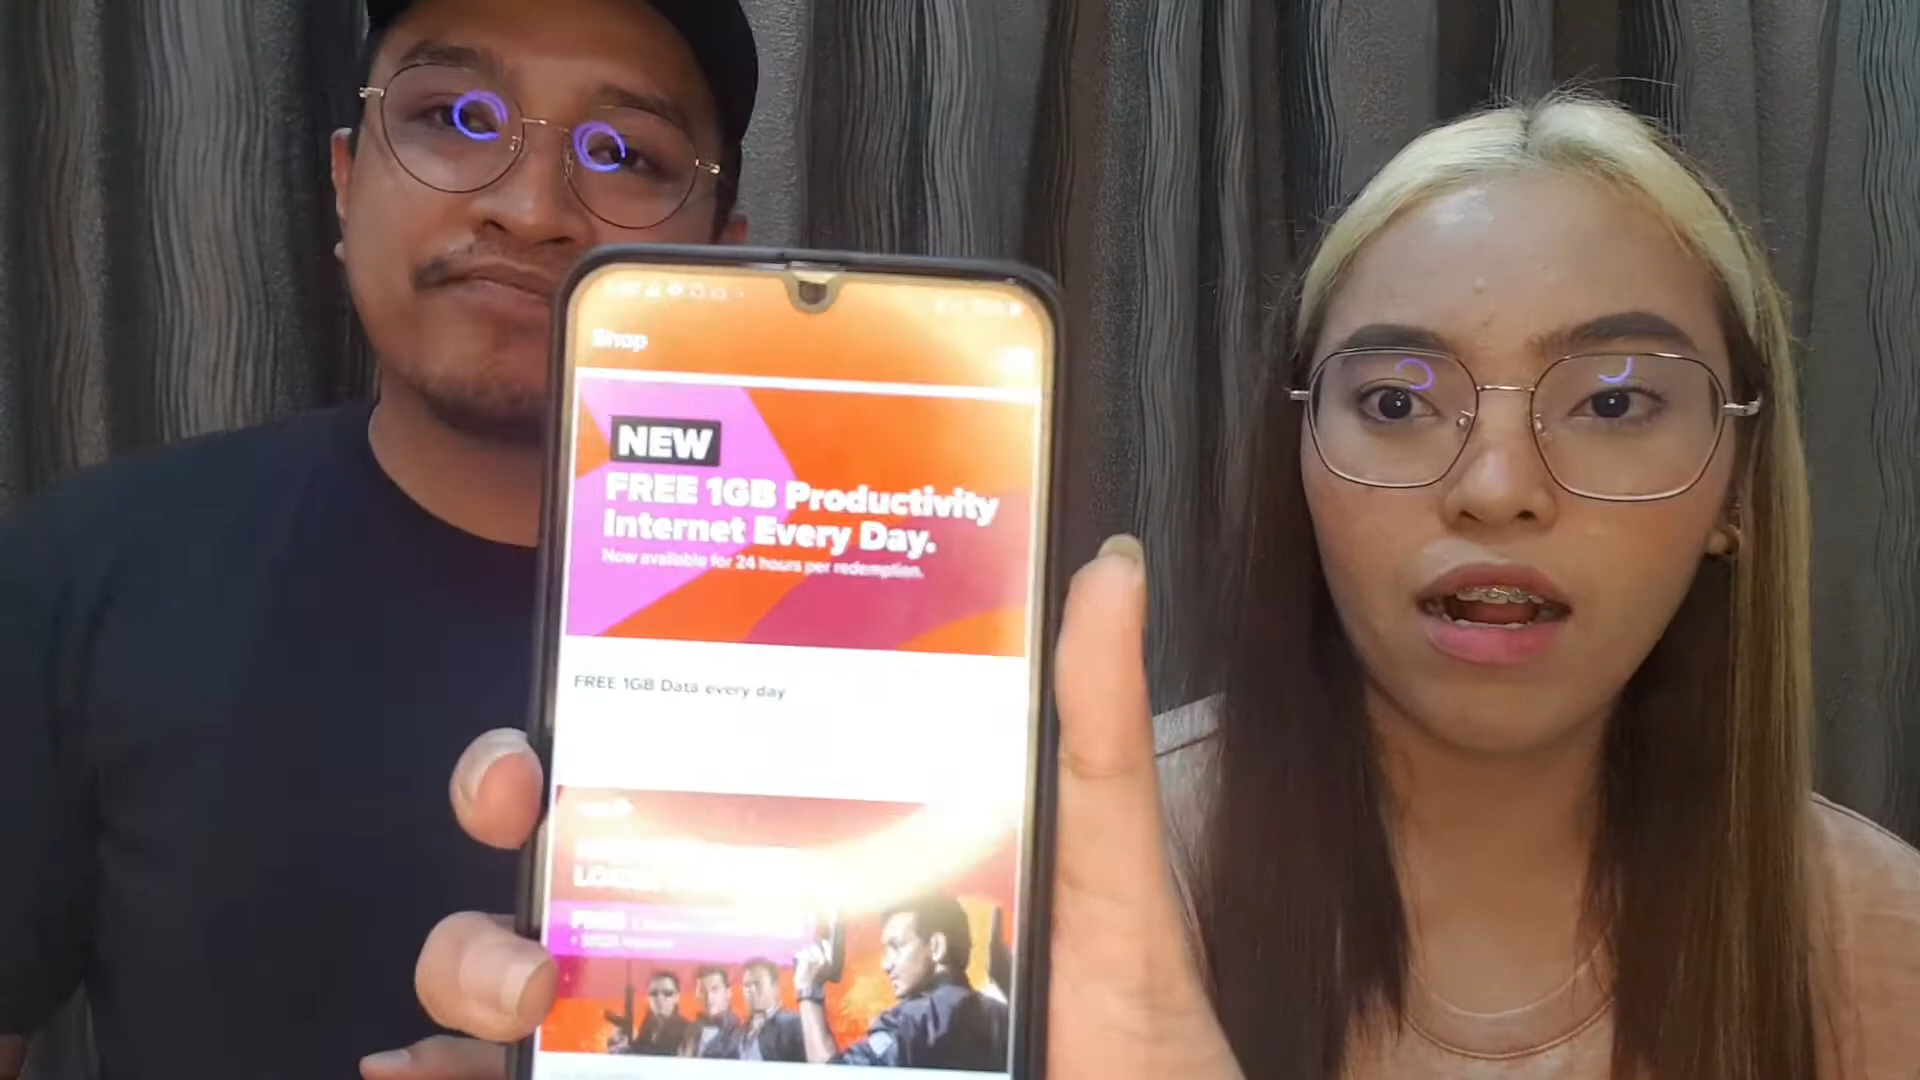 Shop
NEW
FREE 1GB Productivity
Internet Every Day.
Now available for 24 hours per redemption.
FREE 1GB Data every day
FREE